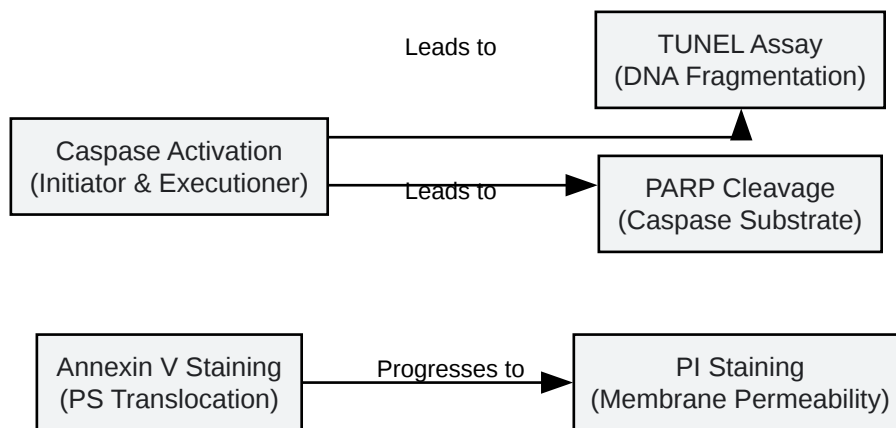 Leads to
TUNEL Assay
(DNA Fragmentation)
Caspase Activation
(Initiator & Executioner)
Leads to
PARP Cleavage
(Caspase Substrate)
Annexin V Staining
(PS Translocation)
Progresses to
PI Staining
(Membrane Permeability)